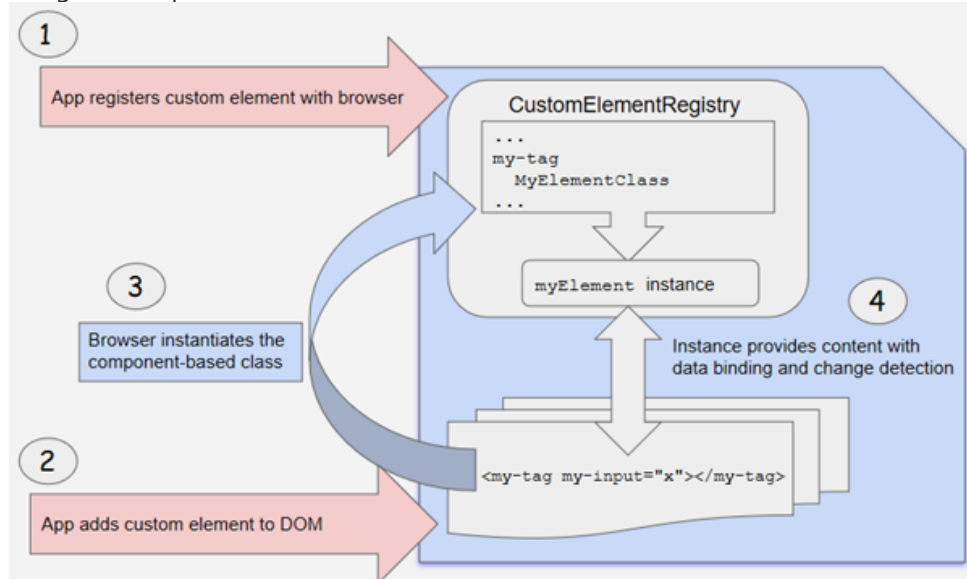 1
App registers custom element with browser
CustomElementRegistry
...
my-tag
MyElementClass
...
myElement instance
3
Browser instantiates the
component-based class
4
Instance provides content with
data binding and change detection
2
<my-tag my-input="x"></my-tag>
App adds custom element to DOM